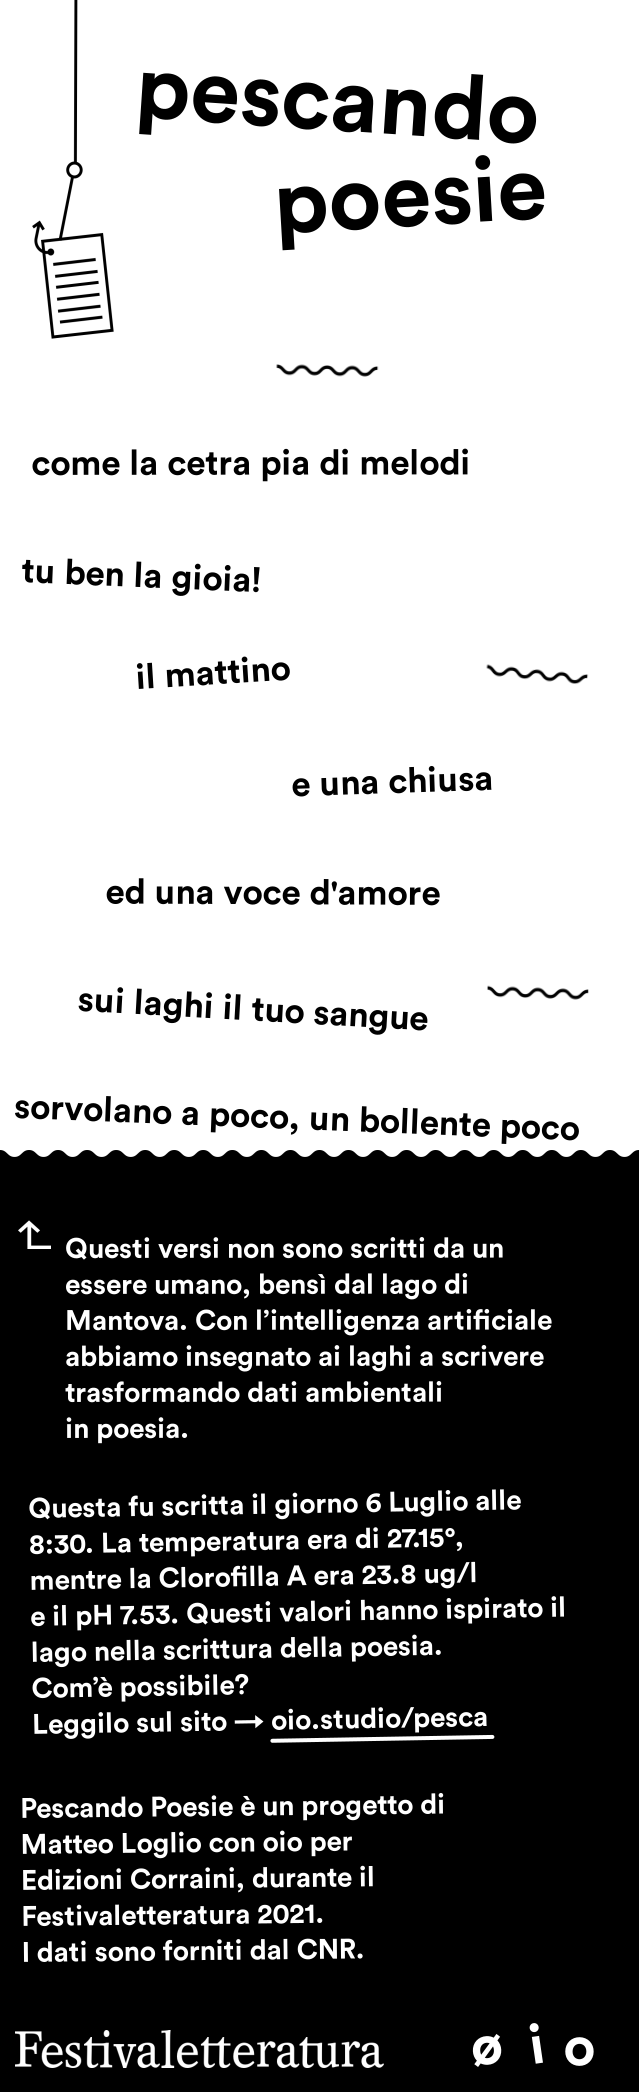 pescando
poesie
come la cetra pia di melodi
tu ben la gioia!
il mattino
e una chiusa
ed una voce d'amore
sui laghi il tuo sangue
sorvolano a poco, un bollente poco
Questi versi non sono scritti da un
essere umano, bensì dal lago di
Mantova. Con l’intelligenza artificiale
abbiamo insegnato ai laghi a scrivere
trasformando dati ambientali
in poesia.
Questa fu scritta il giorno 6 Luglio alle
8:30. La temperatura era di 27.15°,
mentre la Clorofilla A era 23.8 ug/l
e il pH 7.53. Questi valori hanno ispirato il
lago nella scrittura della poesia.
Com’è possibile?
Leggilo sul sito → oio.studio/pesca
Pescando Poesie è un progetto di
Matteo Loglio con oio per
Edizioni Corraini, durante il
Festivaletteratura 2021.
I dati sono forniti dal CNR.
Festivaletteratura øio